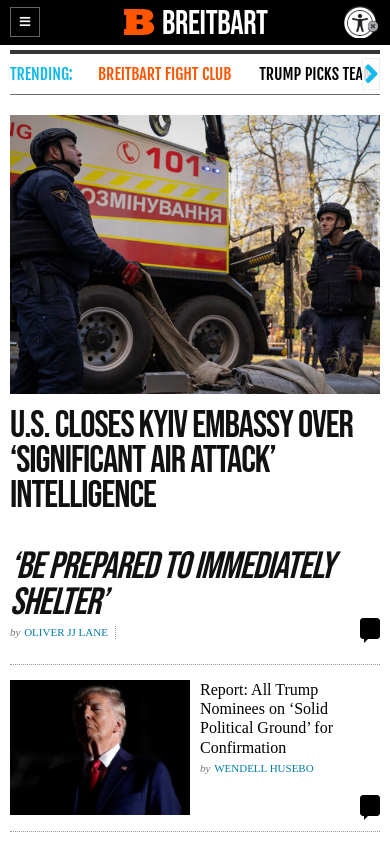 BREITBART
TRENDING:
BREITBART FIGHT CLUB
TRUMP PICKS TEA
101
РОЗМІНУВАННЯ
U.S. CLOSES KYIV EMBASSY OVER
‘SIGNIFICANT AIR ATTACK’
INTELLIGENCE
‘BE PREPARED TO IMMEDIATELY
SHELTER’
by OLIVER JJ LANE
Report: All Trump
Nominees on ‘Solid
Political Ground’ for
Confirmation
by WENDELL HUSEBO